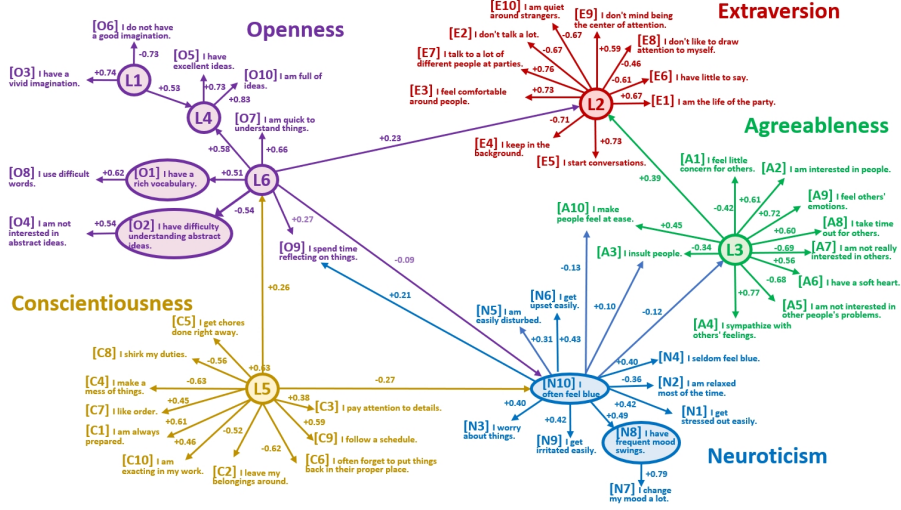 Openness
[O6] I do not have
a good imagination.
-0.73
[O3] I have a
vivid imagination.
+0.74
L1
+0.53
[O5] I have
excellent ideas.
+0.73
[O10] I am full of
ideas.
+0.83
L4
[O7] I am quick to
understand things.
+0.58
+0.66
[O8] I use difficult
words.
+0.62
[O1] I have a
rich vocabulary.
+0.51
L6
[O4] I am not
interested in
abstract ideas.
+0.54
[O2] I have difficulty
understanding abstract
ideas.
-0.54
+0.27
[O9] I spend time
reflecting on things.
+0.23
-0.09
+0.21
+0.26
Extraversion
[E10] I am quiet
around strangers.
[E9] I don't mind being
the center of attention.
[E2] I don't talk a lot.
-0.67
+0.59
[E8] I don't like to draw
attention to myself.
[E7] I talk to a lot of
different people at parties.
-0.67
-0.46
+0.76
-0.61
[E6] I have little to say.
[E3] I feel comfortable
around people.
+0.73
L2
+0.67
[E1] I am the life of the party.
-0.71
+0.73
[E4] I keep in the
background.
[E5] I start conversations.
+0.39
Agreeableness
[A1] I feel little
concern for others.
[A2] I am interested in people.
-0.42
+0.61
[A9] I feel others'
emotions.
+0.72
[A10] I make
people feel at ease.
+0.45
+0.60
[A8] I take time
out for others.
[A3] I insult people.
-0.34
L3
-0.69
[A7] I am not really
interested in others.
+0.56
[A6] I have a soft heart.
-0.68
+0.77
[A5] I am not interested in
other people's problems.
[A4] I sympathize with
others' feelings.
-0.13
+0.10
-0.12
Conscientiousness
[C5] I get chores
done right away.
+0.63
[C8] I shirk my duties.
-0.56
[C4] I make a
mess of things.
-0.63
L5
-0.27
[C7] I like order.
+0.45
+0.38
[C3] I pay attention to details.
[C1] I am always
prepared.
+0.61
+0.59
[C9] I follow a schedule.
+0.46
-0.52
-0.62
[C10] I am
exacting in my work.
[C2] I leave my
belongings around.
[C6] I often forget to put things
back in their proper place.
[N5] I am
easily disturbed.
[N6] I get
upset easily.
+0.31
+0.43
[N10] I
often feel blue.
+0.40
[N4] I seldom feel blue.
-0.36
[N2] I am relaxed
most of the time.
+0.42
[N1] I get
stressed out easily.
+0.40
+0.42
+0.49
[N3] I worry
about things.
[N9] I get
irritated easily.
[N8] I have
frequent mood
swings.
+0.79
[N7] I change
my mood a lot.
Neuroticism